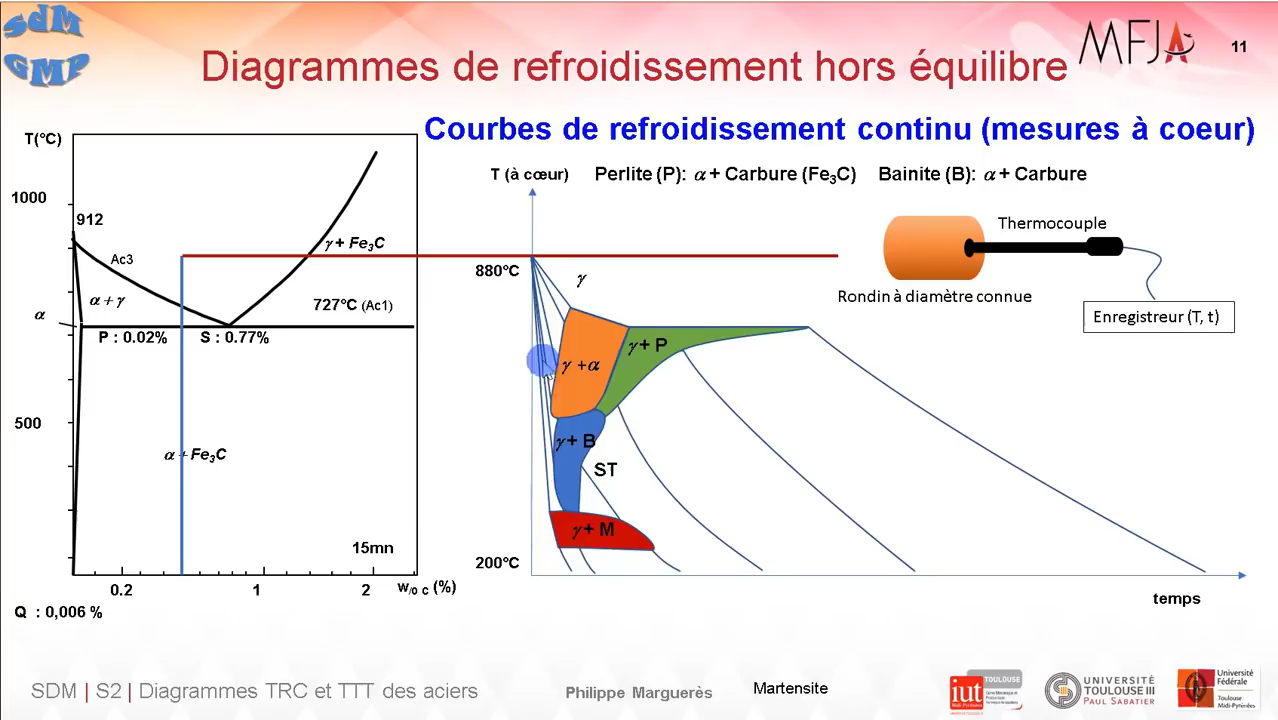 SdM
GMP
Diagrammes de refroidissement hors équilibre
MFJA
11
Courbes de refroidissement continu (mesures à coeur)
T(°C)
1000
912
Ac3
γ + Fe3C
α + γ
727°C (Ac1)
α
P : 0.02%
S : 0.77%
500
α + Fe3C
15mn
0.2
1
2
w/0 C (%)
Q : 0,006 %
T (à cœur)
Perlite (P): α + Carbure (Fe3C)
Bainite (B): α + Carbure
Thermocouple
880°C
γ
Rondin à diamètre connue
Enregistreur (T, t)
γ + P
γ + α
γ + B
ST
γ + M
200°C
temps
SDM | S2 | Diagrammes TRC et TTT des aciers
Philippe Marguerès
Martensite
iut
TOULOUSE
UNIVERSITÉ
TOULOUSE III
PAUL SABATIER
Université
Fédérale
Toulouse
Midi-Pyrénées